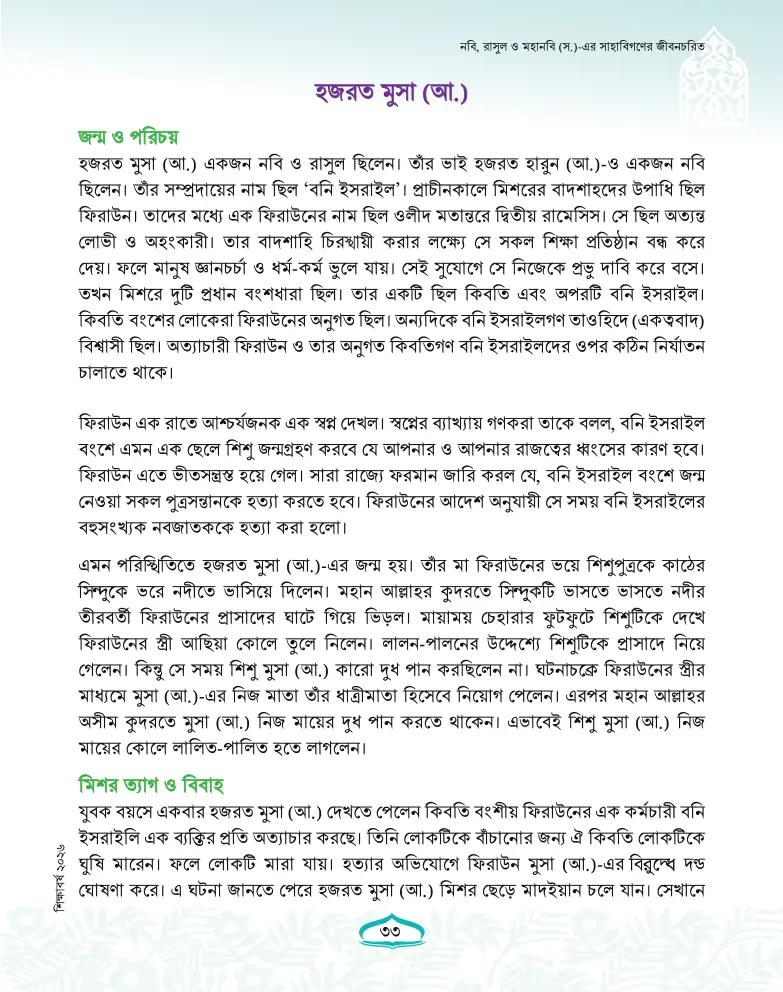 নবি, রাসুল ও মহানবি (স.)-এর সাহাবিগণের জীবনচরিত
হজরত মুসা (আ.)
জন্ম ও পরিচয়
হজরত মুসা (আ.) একজন নবি ও রাসুল ছিলেন। তাঁর ভাই হজরত হারুন (আ.)-ও একজন নবি
ছিলেন। তাঁর সম্প্রদায়ের নাম ছিল ‘বনি ইসরাইল’। প্রাচীনকালে মিশরের বাদশাহদের উপাধি ছিল
ফিরাউন। তাদের মধ্যে এক ফিরাউনের নাম ছিল ওলীদ মতান্তরে দ্বিতীয় রামেসিস। সে ছিল অত্যন্ত
লোভী ও অহংকারী। তার বাদশাহি চিরস্থায়ী করার লক্ষ্যে সে সকল শিক্ষা প্রতিষ্ঠান বন্ধ করে
দেয়। ফলে মানুষ জ্ঞানচর্চা ও ধর্ম-কর্ম ভুলে যায়। সেই সুযোগে সে নিজেকে প্রভু দাবি করে বসে।
তখন মিশরে দুটি প্রধান বংশধারা ছিল। তার একটি ছিল কিবতি এবং অপরটি বনি ইসরাইল।
কিবতি বংশের লোকেরা ফিরাউনের অনুগত ছিল। অন্যদিকে বনি ইসরাইলগণ তাওহিদে (একত্ববাদ)
বিশ্বাসী ছিল। অত্যাচারী ফিরাউন ও তার অনুগত কিবতিগণ বনি ইসরাইলদের ওপর কঠিন নির্যাতন
চালাতে থাকে।
ফিরাউন এক রাতে আশ্চর্যজনক এক স্বপ্ন দেখল। স্বপ্নের ব্যাখ্যায় গণকরা তাকে বলল, বনি ইসরাইল
বংশে এমন এক ছেলে শিশু জন্মগ্রহণ করবে যে আপনার ও আপনার রাজত্বের ধ্বংসের কারণ হবে।
ফিরাউন এতে ভীতসন্ত্রস্ত হয়ে গেল। সারা রাজ্যে ফরমান জারি করল যে, বনি ইসরাইল বংশে জন্ম
নেওয়া সকল পুত্রসন্তানকে হত্যা করতে হবে। ফিরাউনের আদেশ অনুযায়ী সে সময় বনি ইসরাইলের
বহুসংখ্যক নবজাতককে হত্যা করা হলো।
এমন পরিস্থিতিতে হজরত মুসা (আ.)-এর জন্ম হয়। তাঁর মা ফিরাউনের ভয়ে শিশুপুত্রকে কাঠের
সিন্দুকে ভরে নদীতে ভাসিয়ে দিলেন। মহান আল্লাহর কুদরতে সিন্দুকটি ভাসতে ভাসতে নদীর
তীরবর্তী ফিরাউনের প্রাসাদের ঘাটে গিয়ে ভিড়ল। মায়াময় চেহারার ফুটফুটে শিশুটিকে দেখে
ফিরাউনের স্ত্রী আছিয়া কোলে তুলে নিলেন। লালন-পালনের উদ্দেশ্যে শিশুটিকে প্রাসাদে নিয়ে
গেলেন। কিন্তু সে সময় শিশু মুসা (আ.) কারো দুধ পান করছিলেন না। ঘটনাচক্রে ফিরাউনের স্ত্রীর
মাধ্যমে মুসা (আ.)-এর নিজ মাতা তাঁর ধাত্রীমাতা হিসেবে নিয়োগ পেলেন। এরপর মহান আল্লাহর
অসীম কুদরতে মুসা (আ.) নিজ মায়ের দুধ পান করতে থাকেন। এভাবেই শিশু মুসা (আ.) নিজ
মায়ের কোলে লালিত-পালিত হতে লাগলেন।
মিশর ত্যাগ ও বিবাহ
যুবক বয়সে একবার হজরত মুসা (আ.) দেখতে পেলেন কিবতি বংশীয় ফিরাউনের এক কর্মচারী বনি
ইসরাইলি এক ব্যক্তির প্রতি অত্যাচার করছে। তিনি লোকটিকে বাঁচানোর জন্য ঐ কিবতি লোকটিকে
ঘুষি মারেন। ফলে লোকটি মারা যায়। হত্যার অভিযোগে ফিরাউন মুসা (আ.)-এর বিরুদ্ধে দন্ড
ঘোষণা করে। এ ঘটনা জানতে পেরে হজরত মুসা (আ.) মিশর ছেড়ে মাদইয়ান চলে যান। সেখানে
শিক্ষাবর্ষ ২০২৬
৩৩